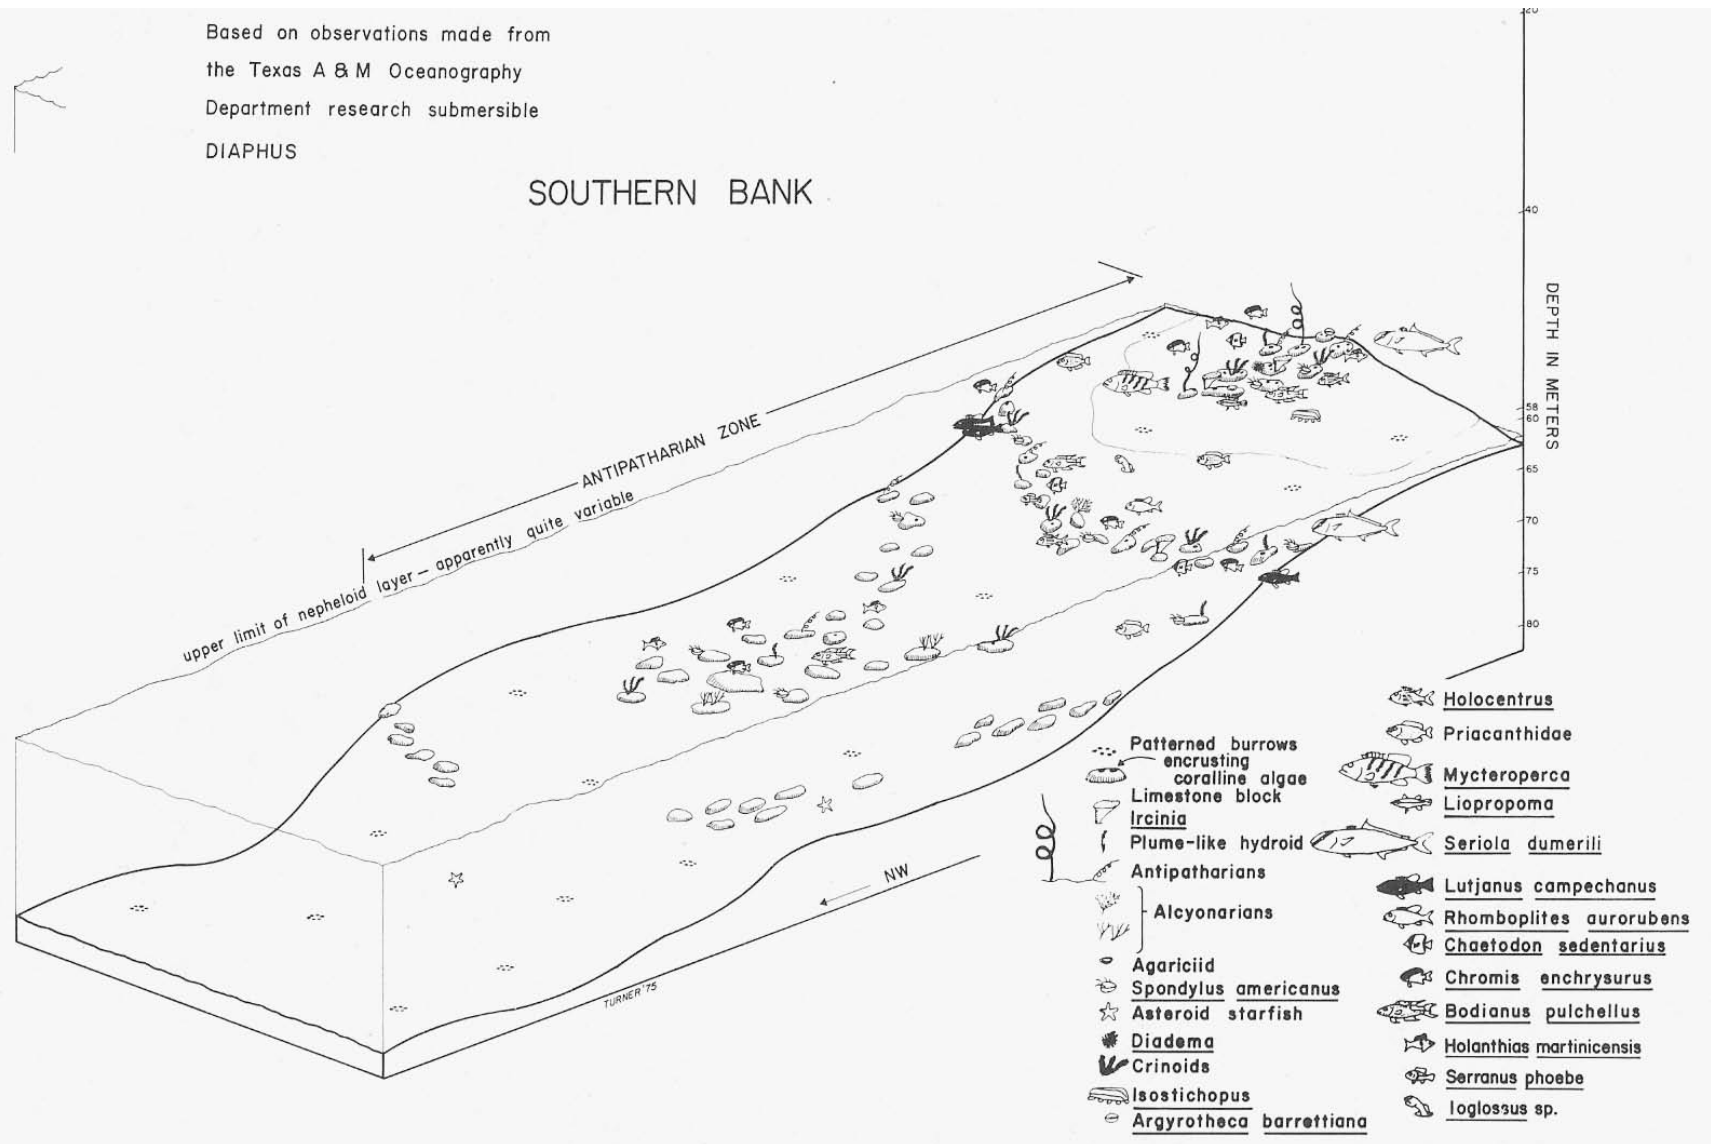 Based on observations made from
the Texas A & M Oceanography
Department research submersible
DIAPHUS
SOUTHERN BANK
20
40
58
60
65
70
75
80
DEPTH IN METERS
ANTIPATHARIAN ZONE
upper limit of nepheloid layer — apparently quite variable
NW
TURNER '75
Patterned burrows
encrusting
coralline algae
Limestone block
Ircinia
Plume-like hydroid
Antipatharians
Alcyonarians
Agariciid
Spondylus americanus
Asteroid starfish
Diadema
Crinoids
Isostichopus
Argyrotheca barrettiana
Holocentrus
Priacanthidae
Mycteroperca
Liopropoma
Seriola dumerili
Lutjanus campechanus
Rhomboplites aurorubens
Chaetodon sedentarius
Chromis enchrysurus
Bodianus pulchellus
Holanthias martinicensis
Serranus phoebe
Ioglossus sp.